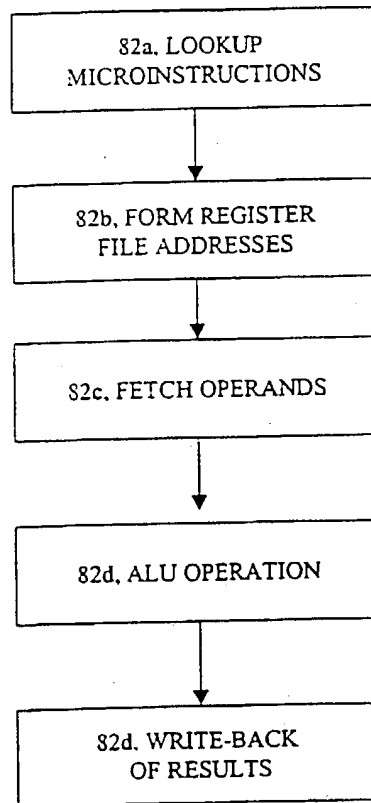 82a, LOOKUP
MICROINSTRUCTIONS
82b, FORM REGISTER
FILE ADDRESSES
82c, FETCH OPERANDS
82d, ALU OPERATION
82d, WRITE-BACK
OF RESULTS